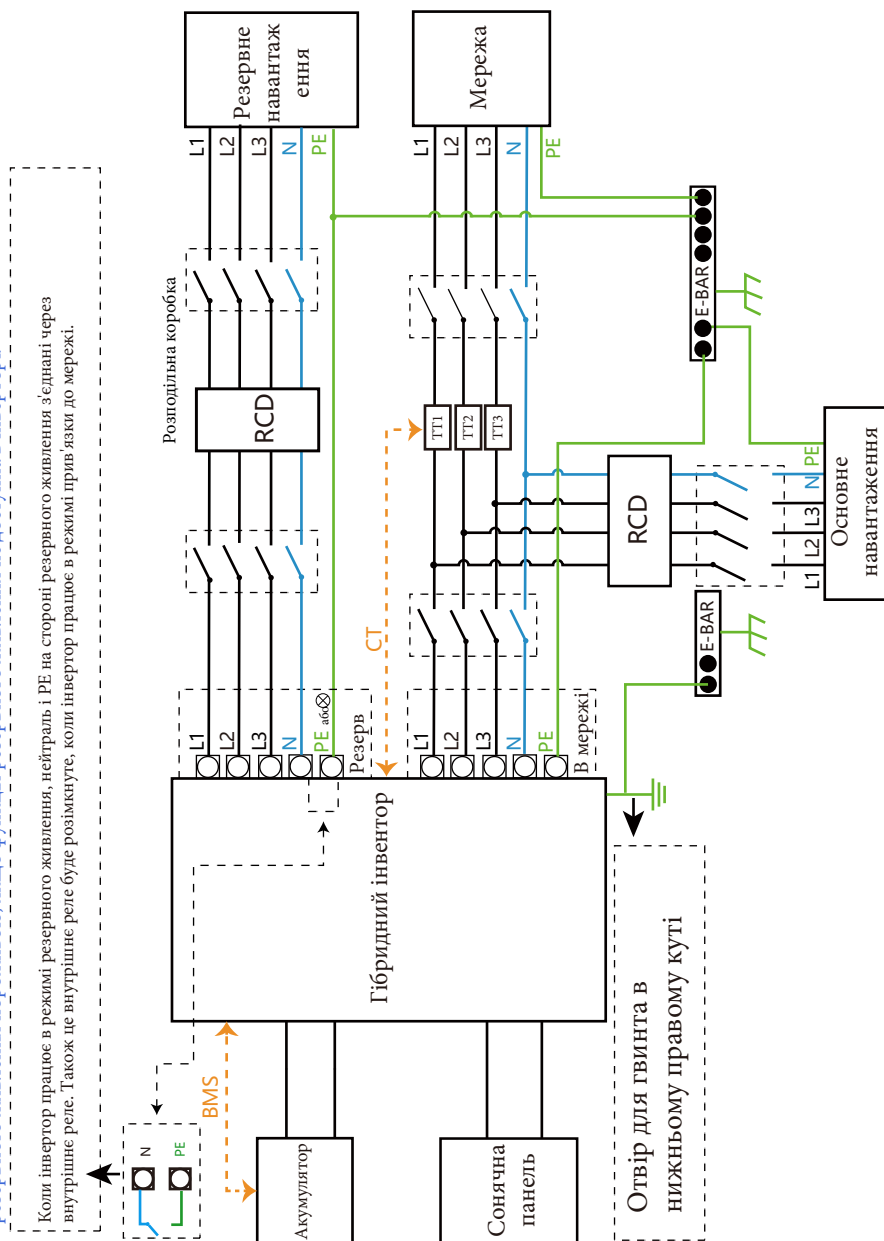 Коли інвертор працює в режимі резервного живлення, нейтраль і PE на стороні резервного живлення з'єднані через
внутрішнє реле. Також це внутрішнє реле буде розімкнуте, коли інвертор працює в режимі прив'язки до мережі.
N
PE
BMS
Акумулятор
Сонячна
панель
Гібридний інвентор
Резерв
L1
L2
L3
N
PE
або
Розподільна коробка
RCD
L1
L2
L3
N
PE
Резервне
навантаж
ення
CT
В мережі
L1
L2
L3
N
PE
ТТ1
ТТ2
ТТ3
L1
L2
L3
N
PE
Мережа
RCD
L1
L2
L3
N
PE
Основне
навантаження
E-BAR
E-BAR
Отвір для гвинта в
нижньому правому куті